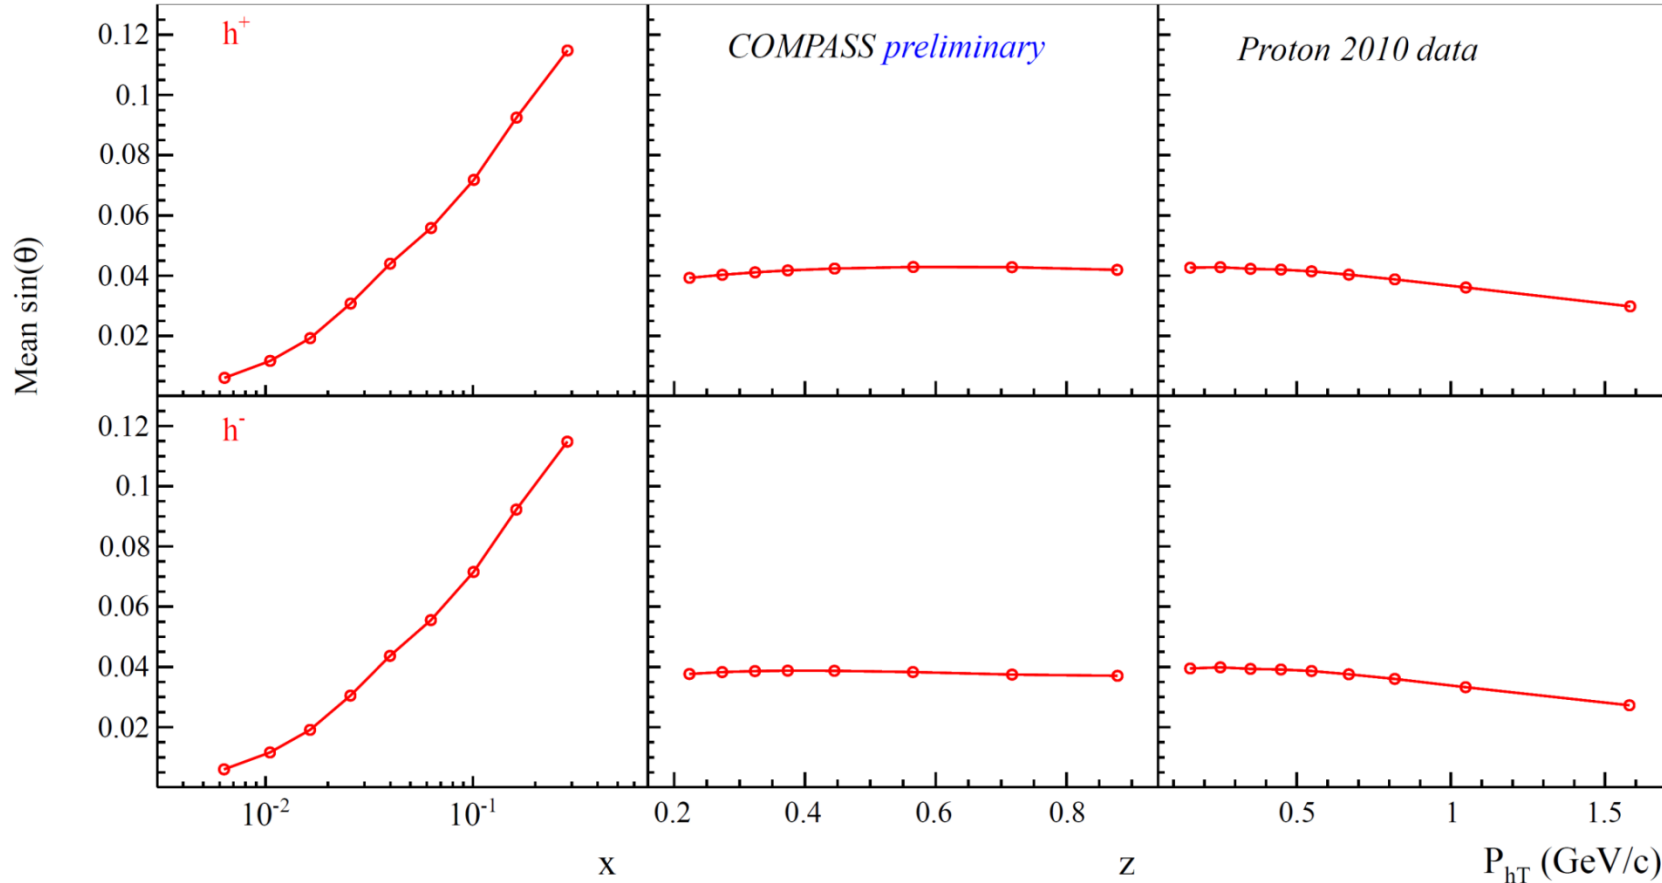 h⁺
COMPASS preliminary
Proton 2010 data
0.12
0.1
0.08
0.06
0.04
0.02
Mean sin(θ)
h⁻
0.12
0.1
0.08
0.06
0.04
0.02
10⁻² 10⁻¹
0.2 0.4 0.6 0.8
0.5 1 1.5
x
z
P_hT (GeV/c)